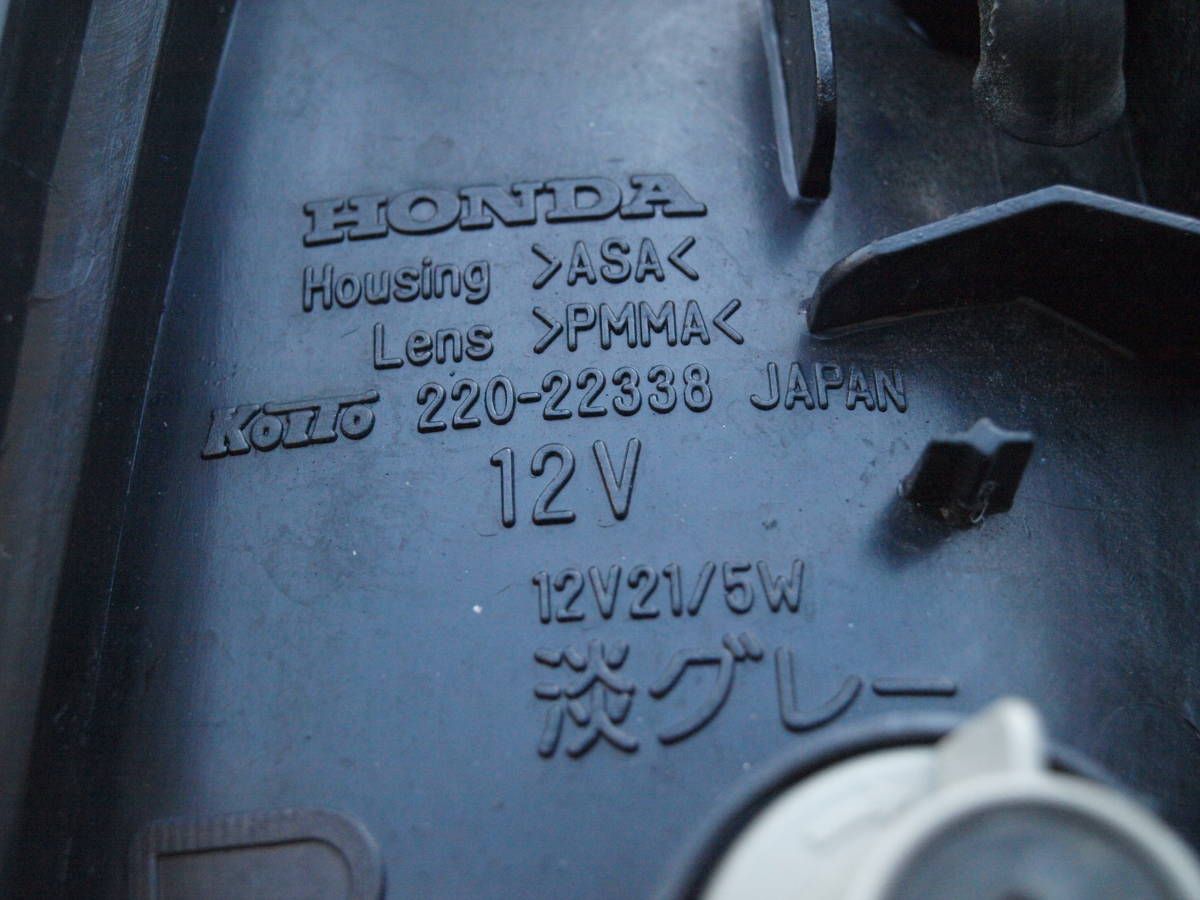 HONDA
Housing >ASA<
Lens >PMMA<
KOITO 220-22338 JAPAN
12V
12V21/5W
淡グレー